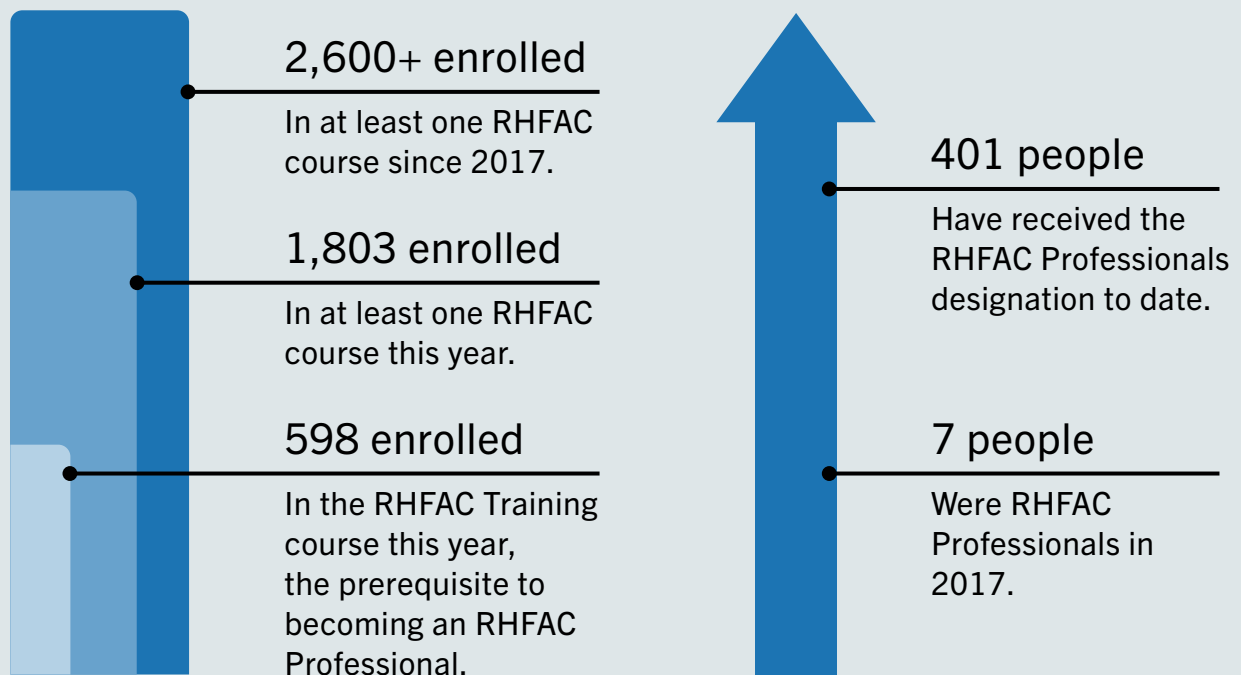 2,600+ enrolled
In at least one RHFAC
course since 2017.
1,803 enrolled
In at least one RHFAC
course this year.
598 enrolled
In the RHFAC Training
course this year,
the prerequisite to
becoming an RHFAC
Professional.
401 people
Have received the
RHFAC Professionals
designation to date.
7 people
Were RHFAC
Professionals in
2017.